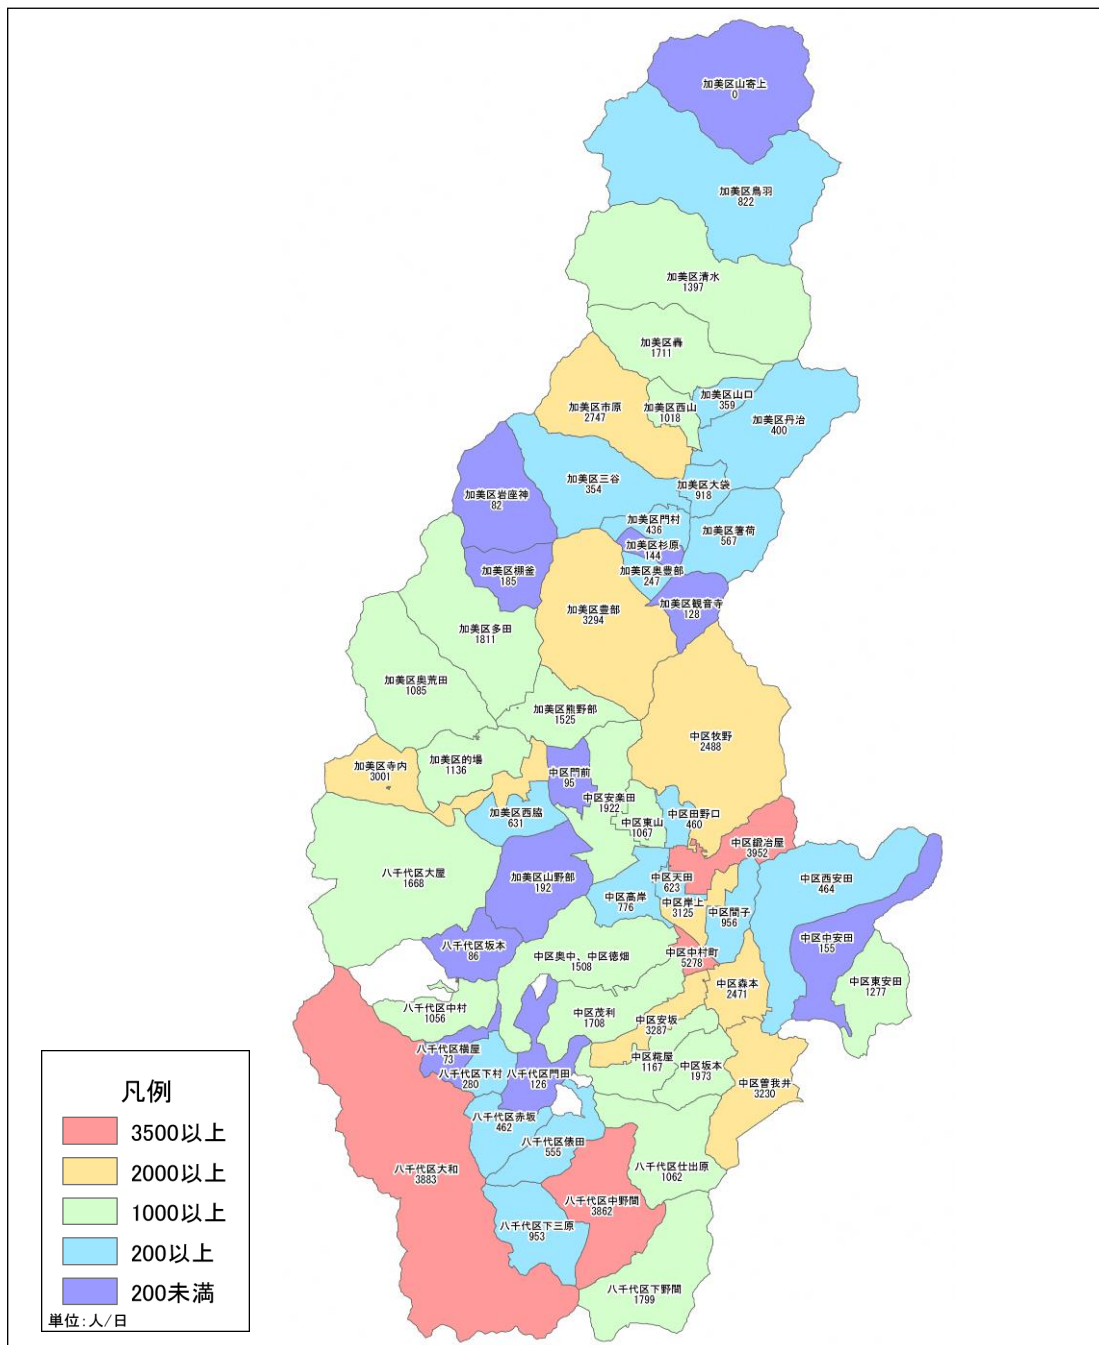 加美区山寄上
0
加美区鳥羽
822
加美区清水
1397
加美区轟
1711
加美区山口
359
加美区市原
2747
加美区西山
1018
加美区丹治
400
加美区三谷
354
加美区大袋
918
加美区岩座神
82
加美区門村
436
加美区箸荷
567
加美区杉原
144
加美区棚釜
185
加美区奥豊部
247
加美区豊部
3294
加美区観音寺
128
加美区多田
1811
加美区奥荒田
1085
加美区熊野部
1525
中区牧野
2488
加美区寺内
3001
加美区的場
1136
中区門前
95
中区安楽田
1922
加美区西脇
631
中区東山
1067
中区田野口
460
中区鍛冶屋
3952
八千代区大屋
1668
加美区山野部
192
中区天田
623
中区西安田
464
中区高岸
776
中区岸上
3125
中区間子
956
八千代区坂本
86
中区奥中、中区徳畑
1508
中区中村町
5278
中区中安田
155
中区森本
2471
中区東安田
1277
八千代区中村
1056
中区茂利
1708
中区安坂
3287
八千代区横屋
73
八千代区下村
280
八千代区門田
126
中区糀屋
1167
中区坂本
1973
中区曽我井
3230
八千代区赤坂
462
八千代区俵田
555
八千代区大和
3883
八千代区仕出原
1062
八千代区中野間
3862
八千代区下三原
953
八千代区下野間
1799
凡例
3500以上
2000以上
1000以上
200以上
200未満
単位:人/日